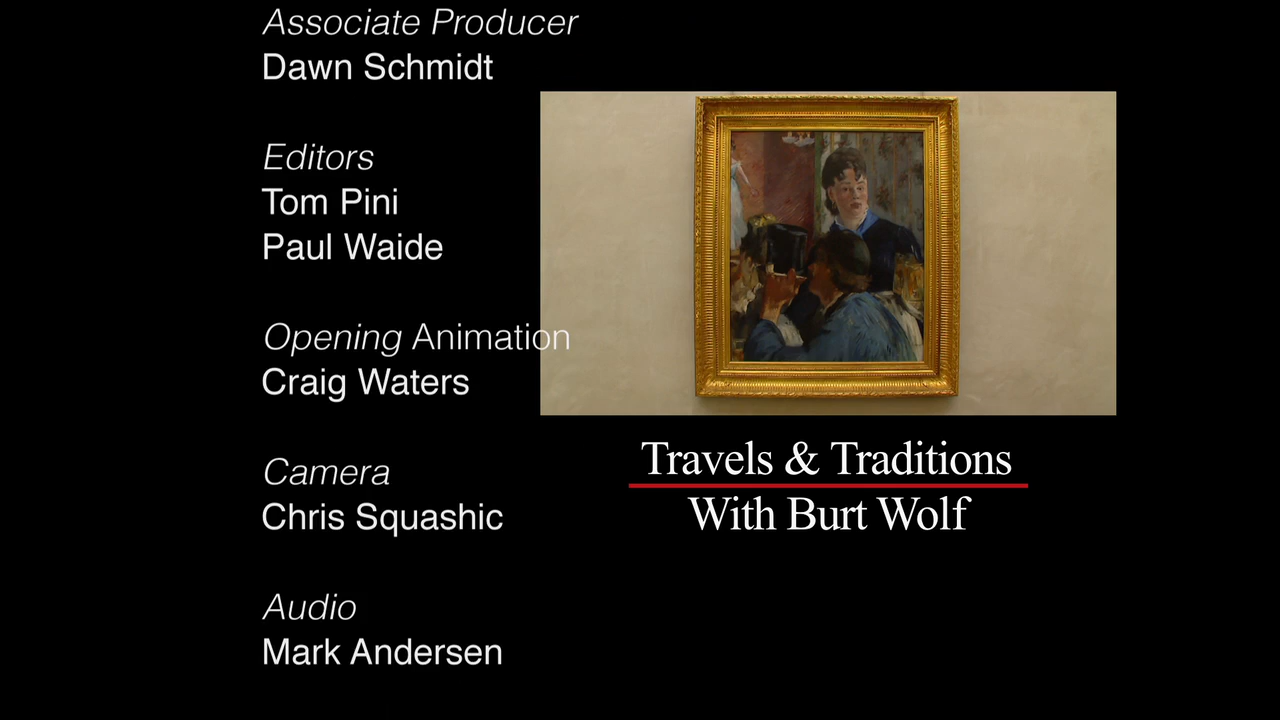 Associate Producer
Dawn Schmidt
Editors
Tom Pini
Paul Waide
Opening Animation
Craig Waters
Camera
Chris Squashic
Audio
Mark Andersen
Travels & Traditions
With Burt Wolf